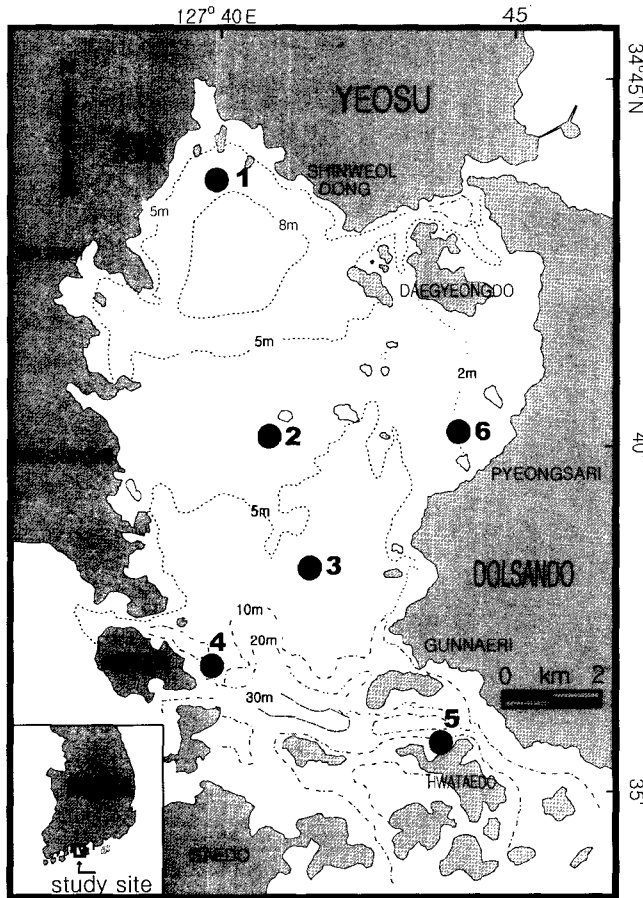 127° 40 E
45
34°45'N
YEOSU
1
SHINWEOL
DONG
5m
8m
DAEGYEONGDO
5m
2m
2
6
40
PYEONGSARI
5m
3
DOLSANDO
10m
20m
4
GUNNAERI
0 km 2
30m
5
HWATAEDO
35
study site